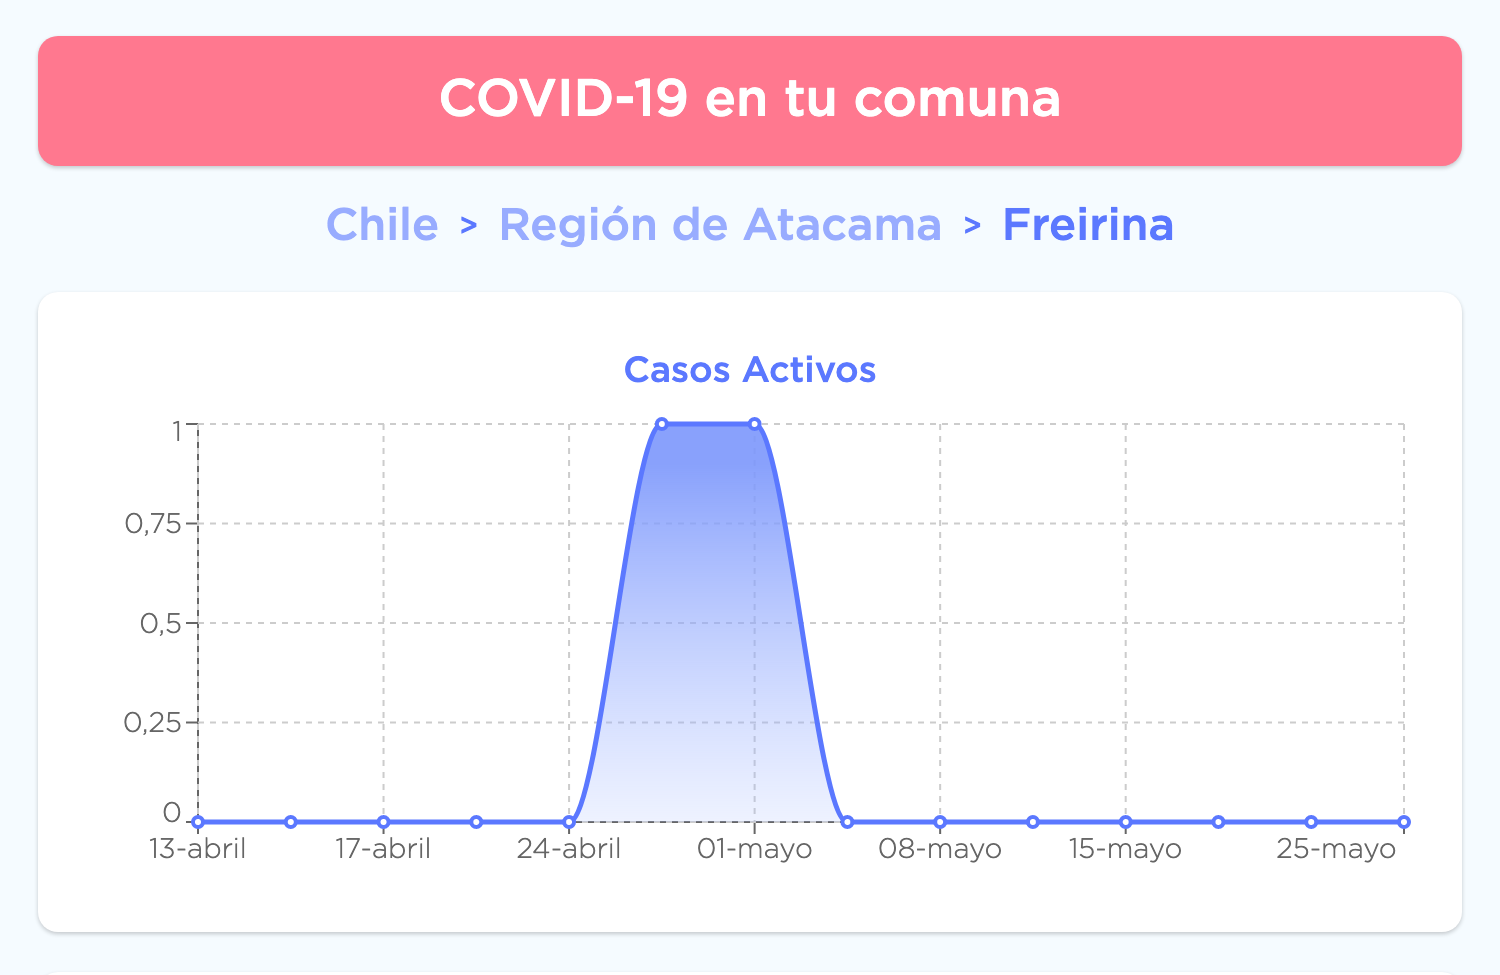 COVID-19 en tu comuna
Chile > Región de Atacama > Freirina
Casos Activos
1
0,75
0,5
0,25
0
13-abril 17-abril 24-abril 01-mayo 08-mayo 15-mayo 25-mayo